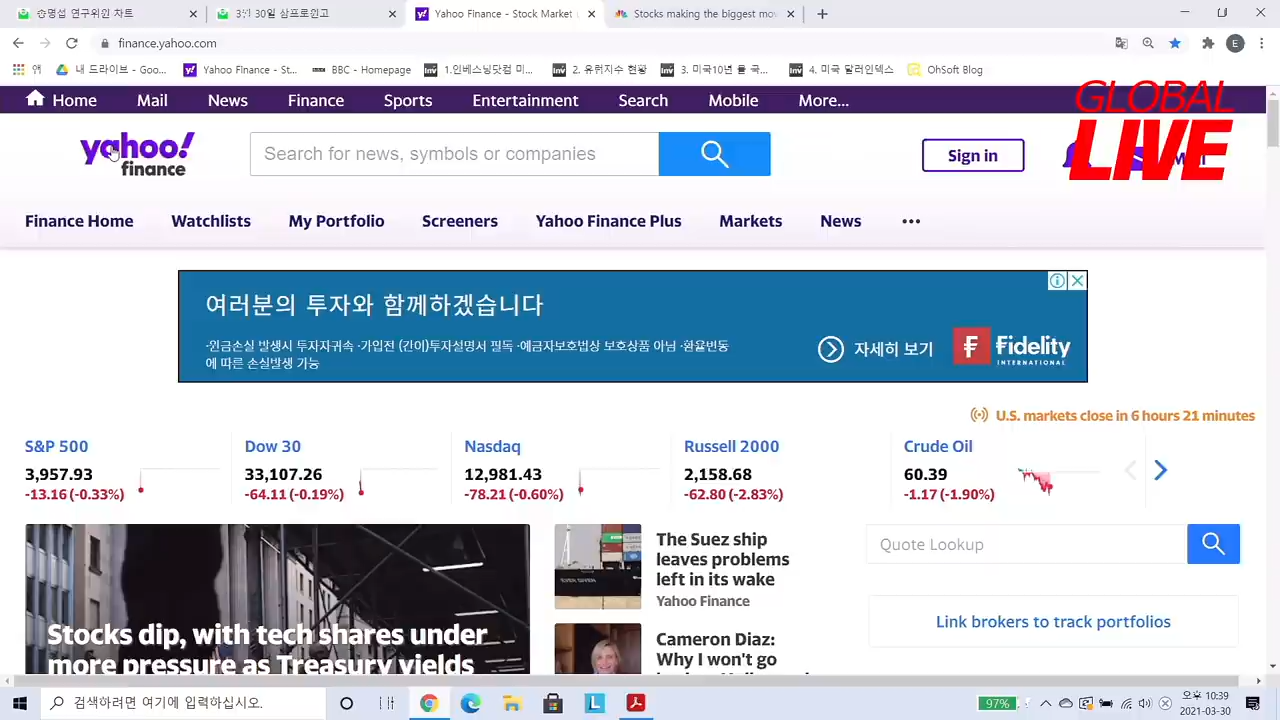 승명섭 연구위원 차트
3월 30일 삼프로원고
Yahoo Finance - Stock Market L
Stocks making the biggest mov
finance.yahoo.com
앱
내 드라이브 - Goo...
Yahoo Finance - St...
BBC - Homepage
1.인베스닝닷컬 미...
2. 유뤄지수 현황
3. 미국10년 율 국...
4. 미국 달러인덱스
OhSoft Blog
GLOBAL
LIVE
Home
Mail
News
Finance
Sports
Entertainment
Search
Mobile
More...
yahoo!
finance
Search for news, symbols or companies
Sign in
Finance Home
Watchlists
My Portfolio
Screeners
Yahoo Finance Plus
Markets
News
여러분의 투자와 함께하겠습니다
·원금손실 발생시 투자자귀속 ·가입전 (간이)투자설명서 필독 ·예금자보호법상 보호상품 아님 ·환율변동
에 따른 손실발생 가능
자세히 보기
Fidelity
INTERNATIONAL
U.S. markets close in 6 hours 21 minutes
S&P 500
3,957.93
-13.16 (-0.33%)
Dow 30
33,107.26
-64.11 (-0.19%)
Nasdaq
12,981.43
-78.21 (-0.60%)
Russell 2000
2,158.68
-62.80 (-2.83%)
Crude Oil
60.39
-1.17 (-1.90%)
Stocks dip, with tech shares under
more pressure as Treasury yields
The Suez ship
leaves problems
left in its wake
Yahoo Finance
Cameron Diaz:
Why I won't go
Quote Lookup
Link brokers to track portfolios
검색하려면 여기에 입력하십시오.
97%
오후 10:39
2021-03-30